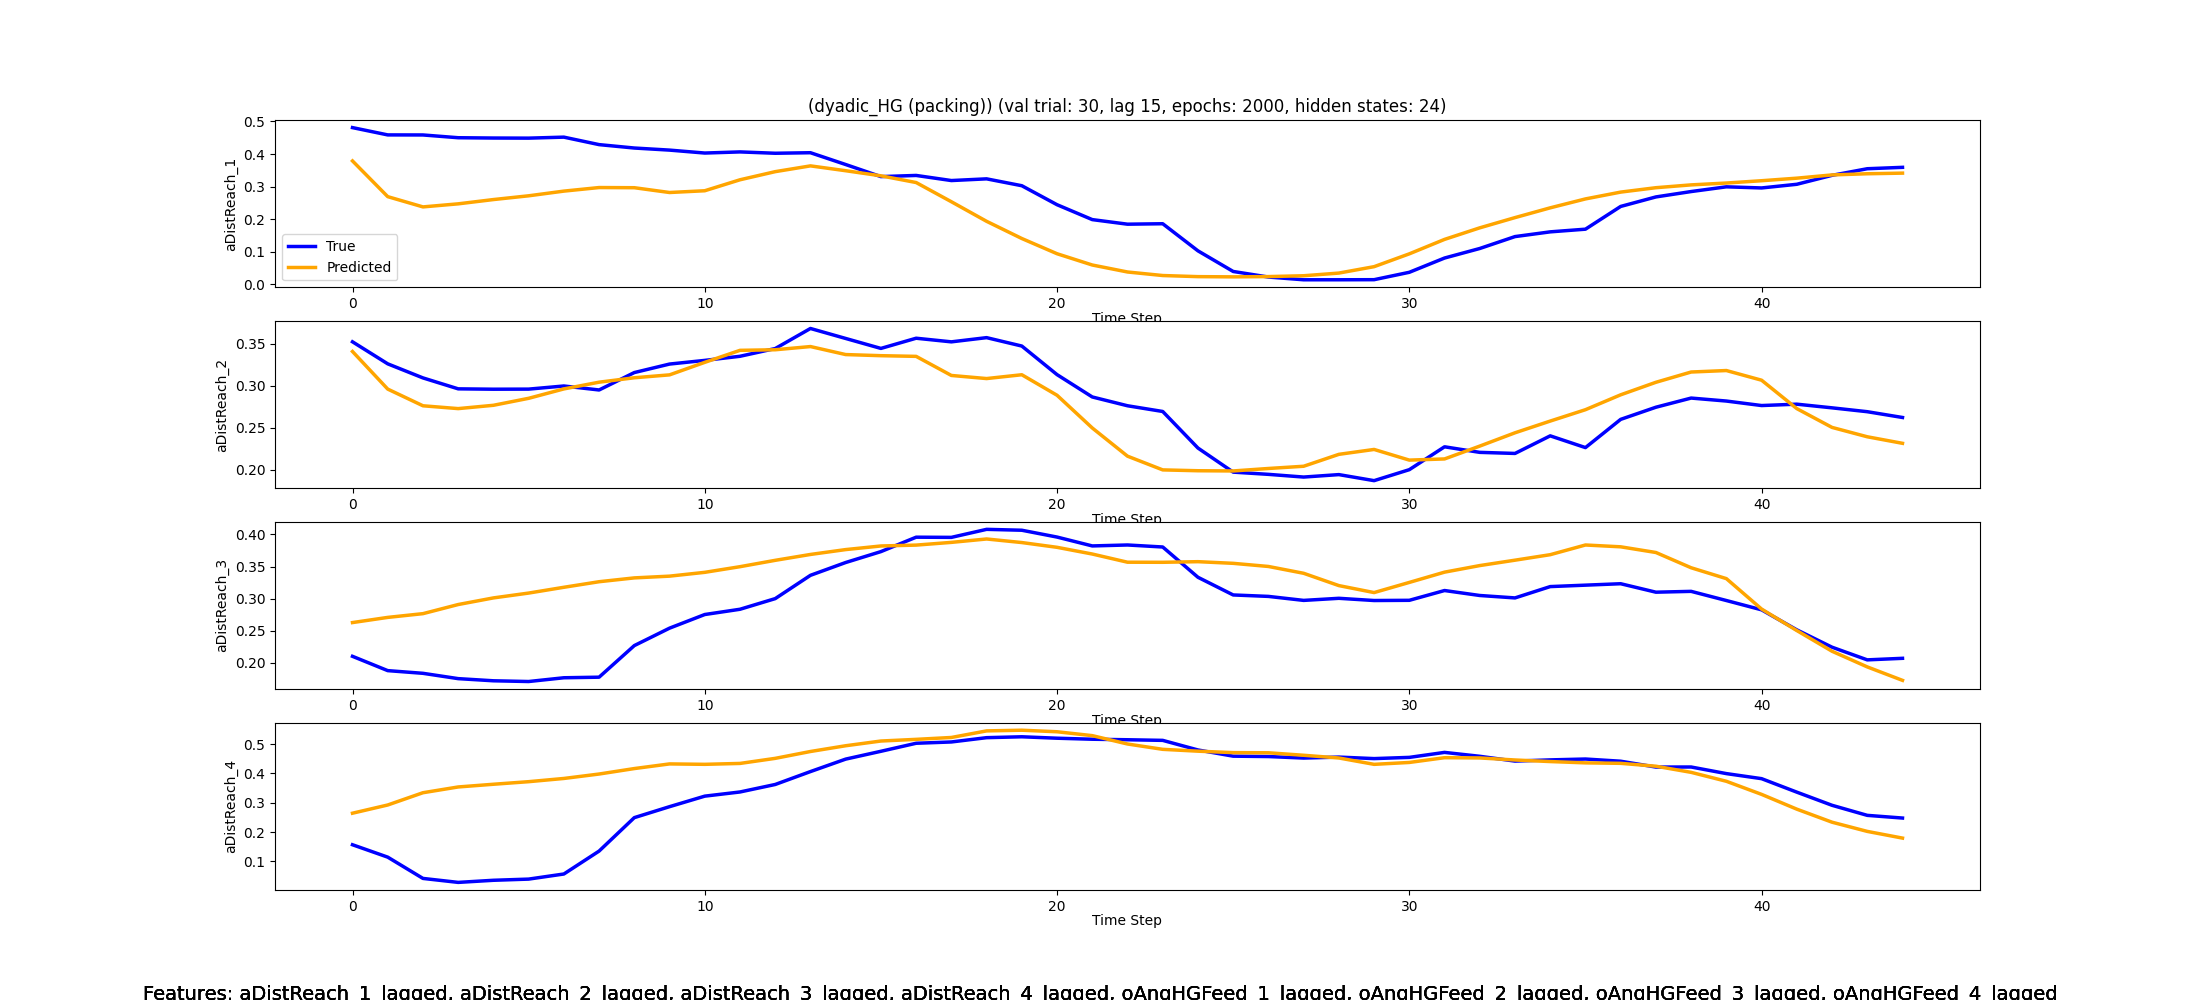 (dyadic_HG (packing)) (val trial: 30, lag 15, epochs: 2000, hidden states: 24)
0.5
0.4
0.3
0.2
0.1
0.0
aDistReach_1
True
Predicted
0 10 20 30 40
Time Step
0.35
0.30
0.25
0.20
aDistReach_2
0 10 20 30 40
Time Step
0.40
0.35
0.30
0.25
0.20
aDistReach_3
0 10 20 30 40
Time Step
0.5
0.4
0.3
0.2
0.1
aDistReach_4
0 10 20 30 40
Time Step
Features: aDistReach_1_lagged, aDistReach_2_lagged, aDistReach_3_lagged, aDistReach_4_lagged, oAngHGFeed_1_lagged, oAngHGFeed_2_lagged, oAngHGFeed_3_lagged, oAngHGFeed_4_lagged